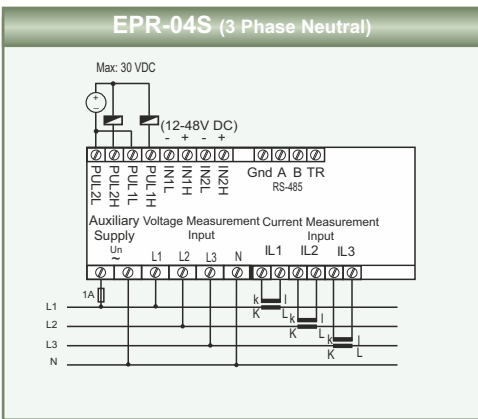 EPR-04S (3 Phase Neutral)
Max: 30 VDC
+
−
(12-48V DC)
- + - +
PUL2L PUL2H PUL1L PUL1H IN1L IN1H IN2L IN2H Gnd A B TR
RS-485
Auxiliary Voltage Measurement Current Measurement
Supply Input Input
Un
~ L1 L2 L3 N IL1 IL2 IL3
1A
L1 k l
K L
L2 k l
K L
L3 k l
K L
N